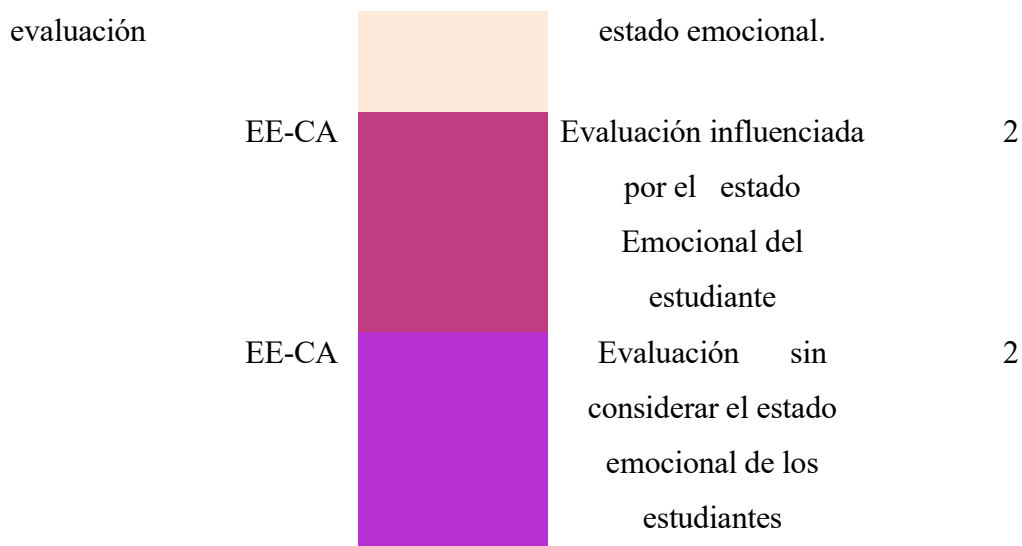 evaluación estado emocional.
EE-CA Evaluación influenciada 2
por el estado
Emocional del
estudiante
EE-CA Evaluación sin 2
considerar el estado
emocional de los
estudiantes